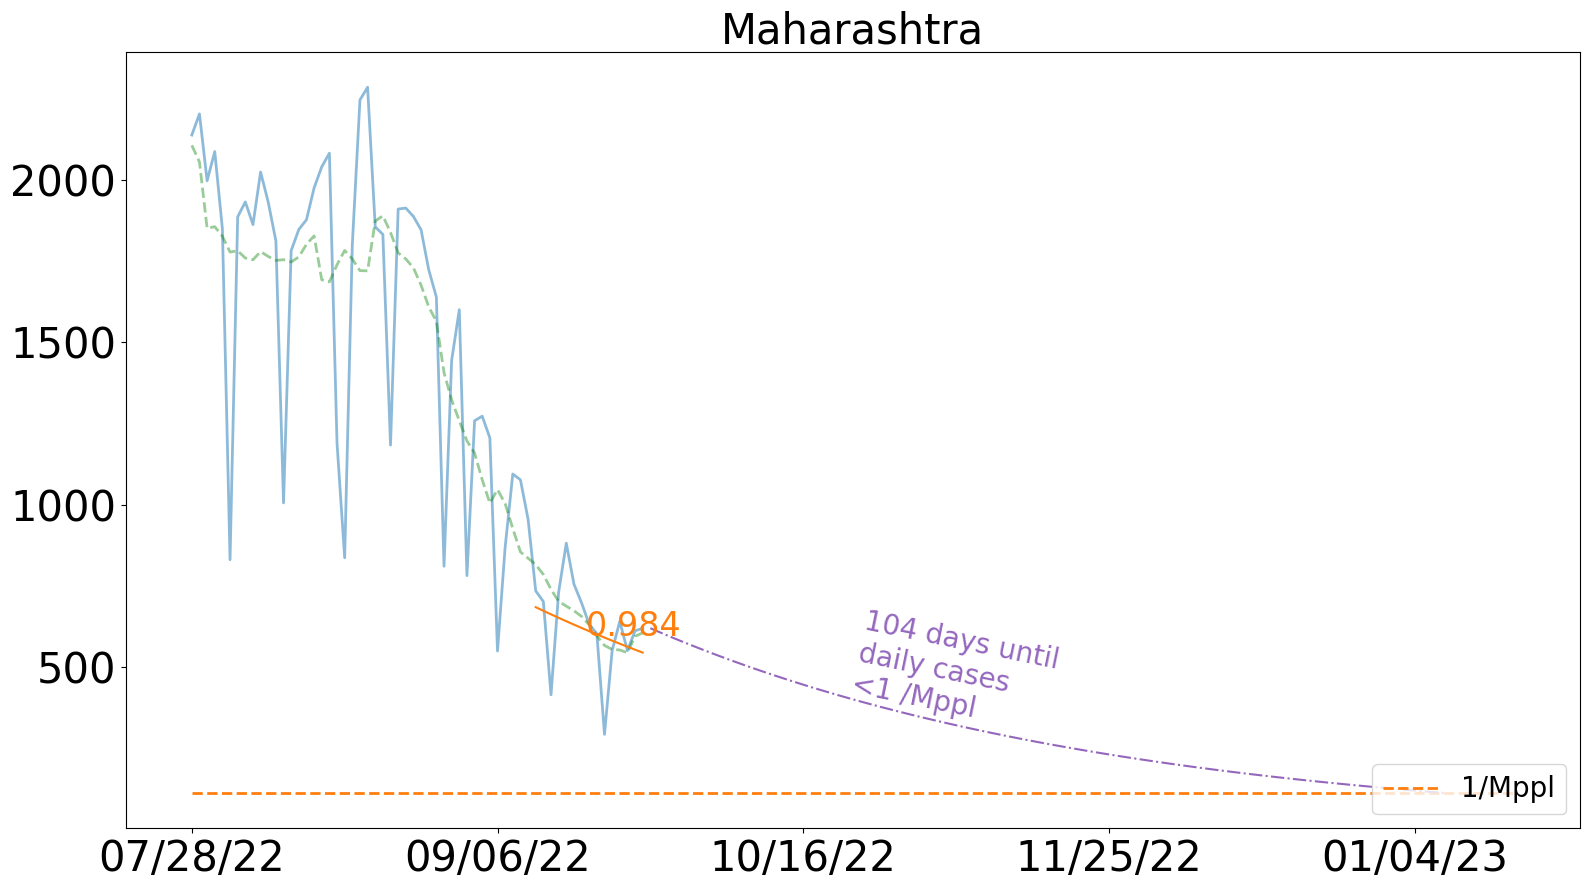 Maharashtra
2000
1500
1000
500
0.984
104 days until
daily cases
<1 /Mppl
1/Mppl
07/28/22
09/06/22
10/16/22
11/25/22
01/04/23